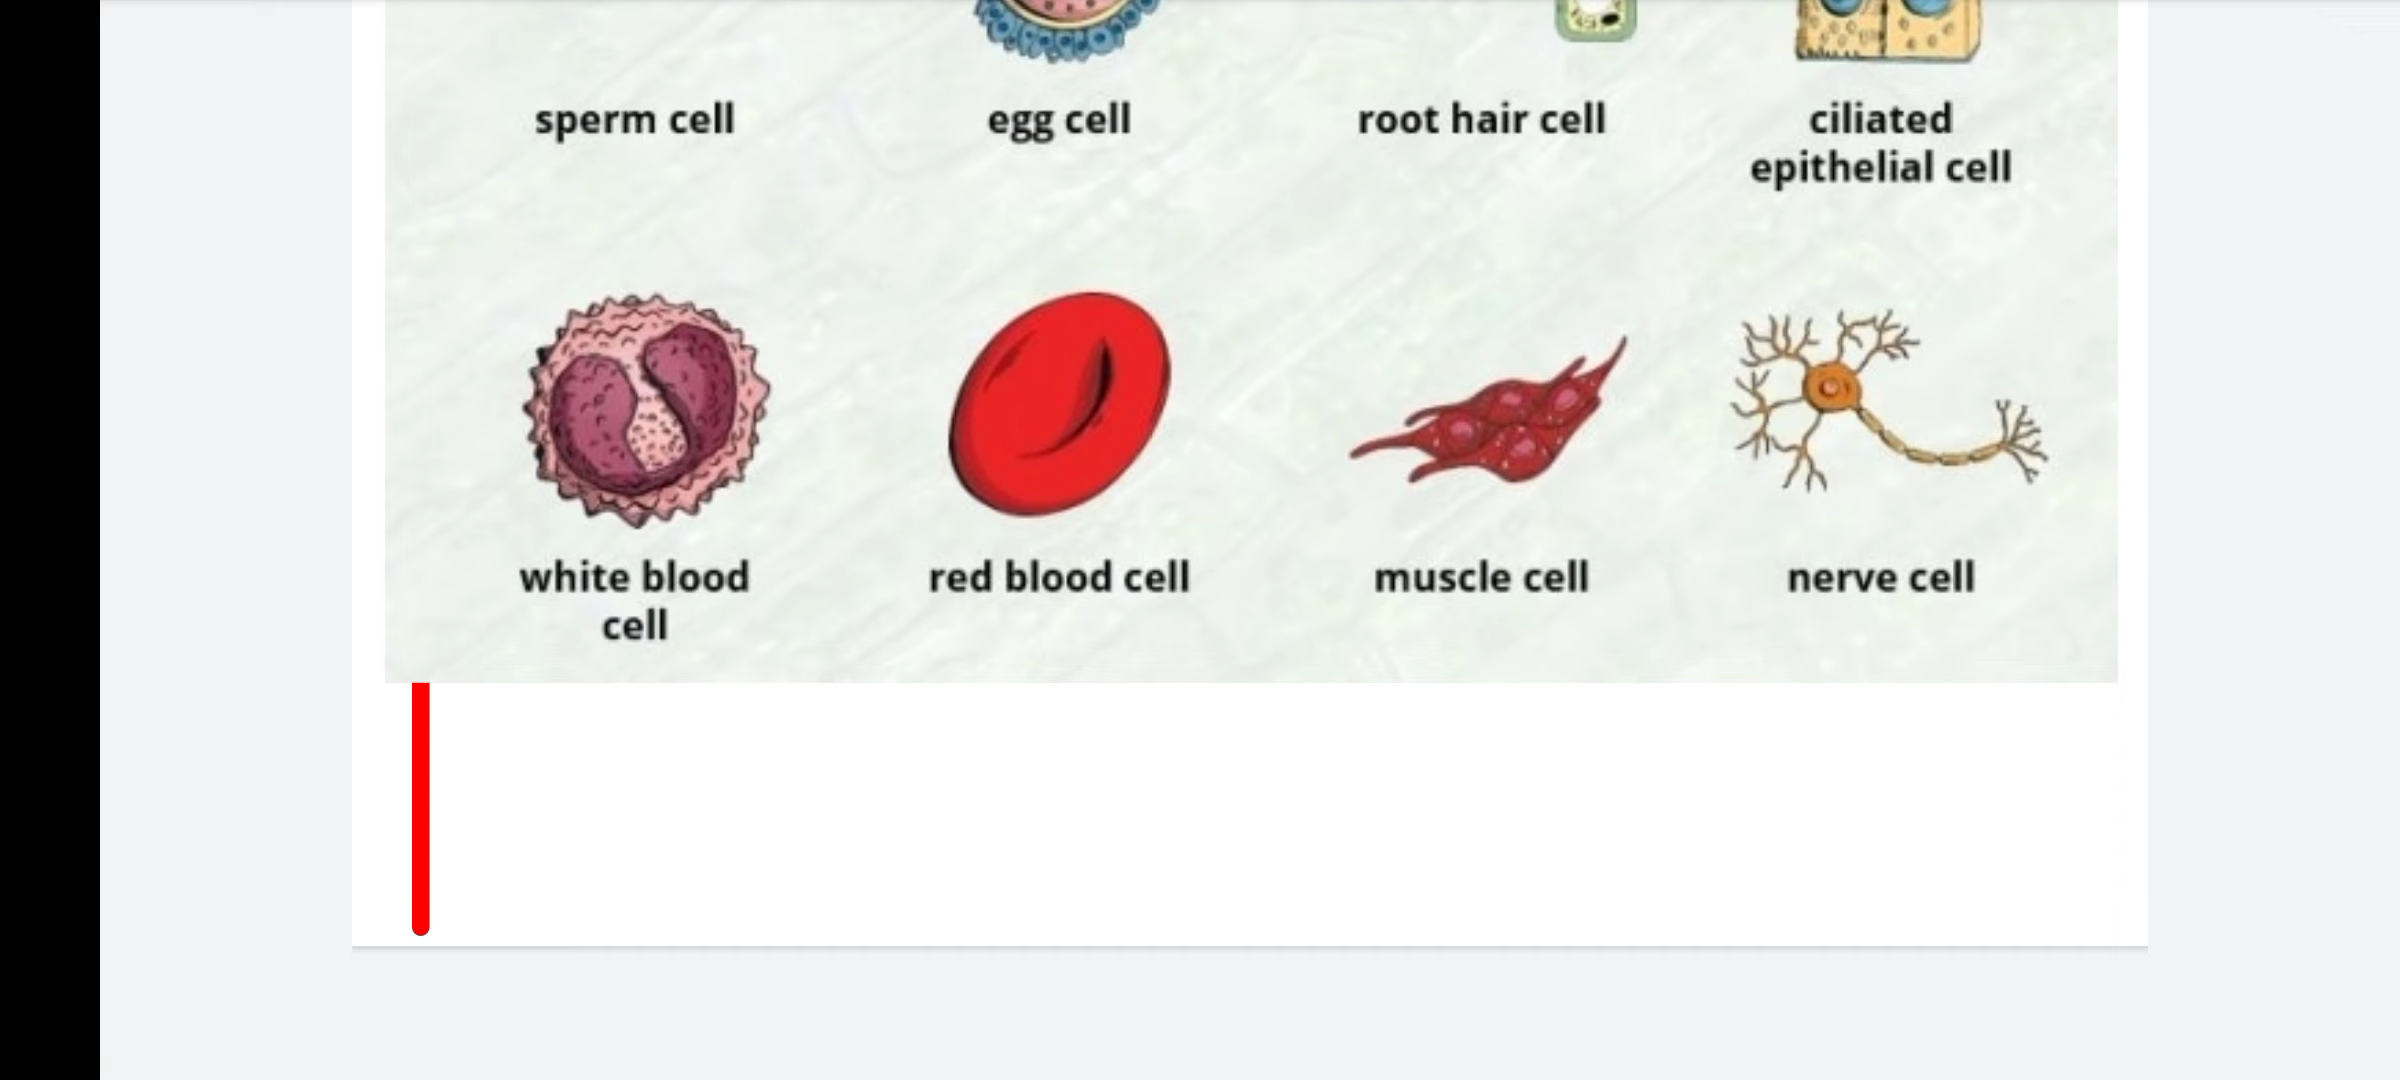 sperm cell
egg cell
root hair cell
ciliated
epithelial cell
white blood
cell
red blood cell
muscle cell
nerve cell